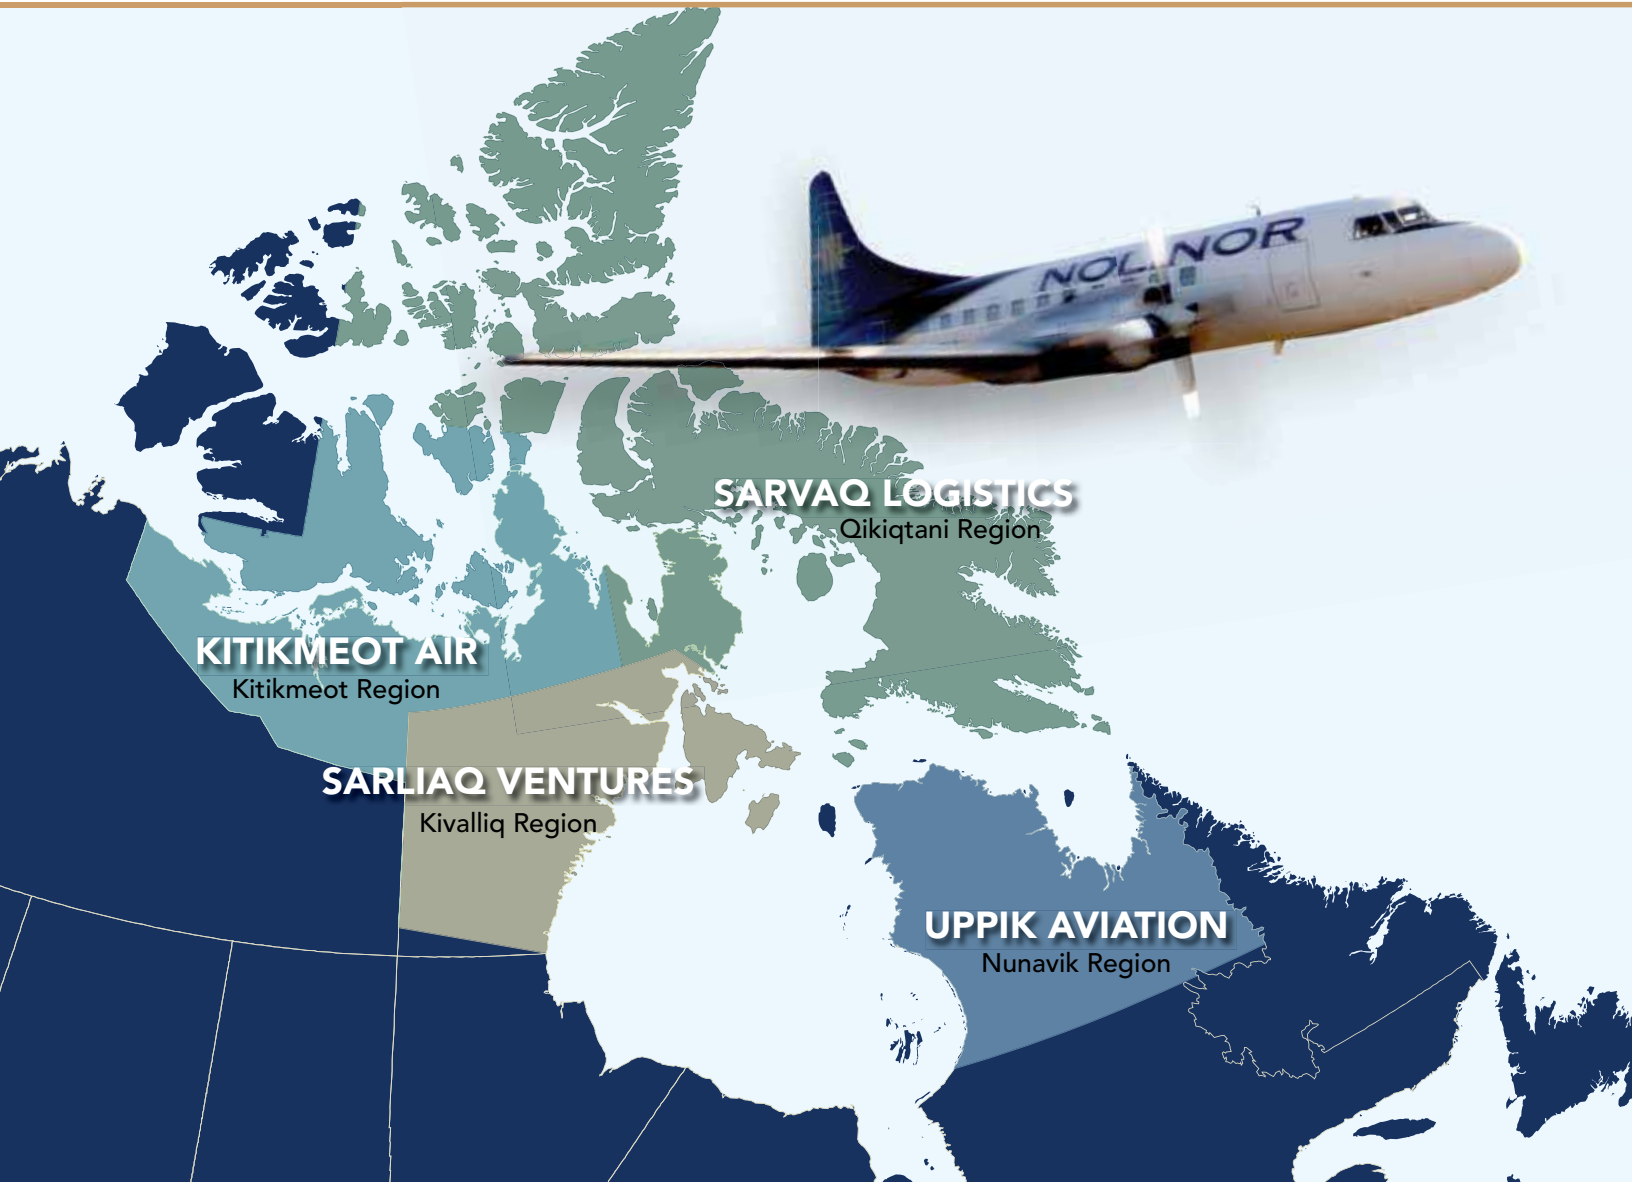 NOLINOR
SARVAQ LOGISTICS
Qikiqtani Region
KITIKMEOT AIR
Kitikmeot Region
SARLIAQ VENTURES
Kivalliq Region
UPPIK AVIATION
Nunavik Region